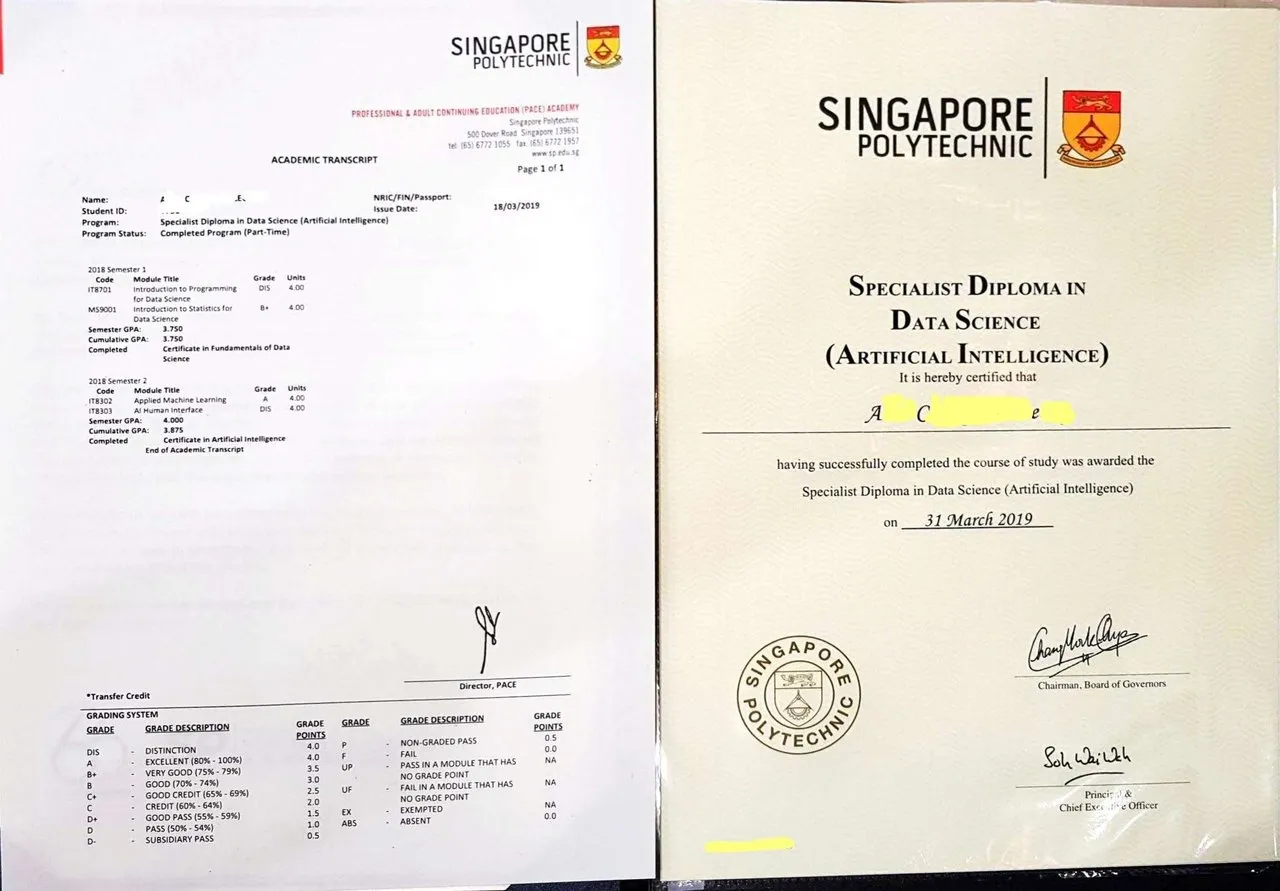 SINGAPORE
POLYTECHNIC
PROFESSIONAL & ADULT CONTINUING EDUCATION (PACE) ACADEMY
Singapore Polytechnic
500 Dover Road Singapore 139651
tel (65) 6772 1055 fax (65) 6772 1957
www.sp.edu.sg
ACADEMIC TRANSCRIPT
Page 1 of 1
Name: A C E NRIC/FIN/Passport:
Student ID: Issue Date: 18/03/2019
Program: Specialist Diploma in Data Science (Artificial Intelligence)
Program Status: Completed Program (Part-Time)
2018 Semester 1
Code Module Title Grade Units
IT8701 Introduction to Programming DIS 4.00
for Data Science
MS9001 Introduction to Statistics for B+ 4.00
Data Science
Semester GPA: 3.750
Cumulative GPA: 3.750
Completed Certificate in Fundamentals of Data
Science
2018 Semester 2
Code Module Title Grade Units
IT8302 Applied Machine Learning A 4.00
IT8303 AI Human Interface DIS 4.00
Semester GPA: 4.000
Cumulative GPA: 3.875
Completed Certificate in Artificial Intelligence
End of Academic Transcript
Director, PACE
*Transfer Credit
GRADING SYSTEM
GRADE GRADE DESCRIPTION GRADE POINTS
DIS - DISTINCTION 4.0
A - EXCELLENT (80% - 100%) 4.0
B+ - VERY GOOD (75% - 79%) 3.5
B - GOOD (70% - 74%) 3.0
C+ - GOOD CREDIT (65% - 69%) 2.5
C - CREDIT (60% - 64%) 2.0
D+ - GOOD PASS (55% - 59%) 1.5
D - PASS (50% - 54%) 1.0
D- - SUBSIDIARY PASS 0.5
GRADE GRADE DESCRIPTION GRADE POINTS
P - NON-GRADED PASS 0.5
F - FAIL 0.0
UP - PASS IN A MODULE THAT HAS NA
NO GRADE POINT
UF - FAIL IN A MODULE THAT HAS NA
NO GRADE POINT
EX - EXEMPTED NA
ABS - ABSENT 0.0
SINGAPORE
POLYTECHNIC
SPECIALIST DIPLOMA IN
DATA SCIENCE
(ARTIFICIAL INTELLIGENCE)
It is hereby certified that
A C e
having successfully completed the course of study was awarded the
Specialist Diploma in Data Science (Artificial Intelligence)
on 31 March 2019
SINGAPORE POLYTECHNIC
Chairman, Board of Governors
Principal &
Chief Executive Officer